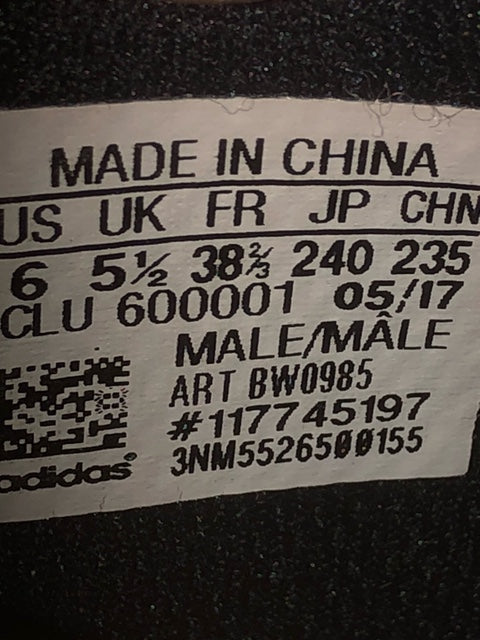 MADE IN CHINA
US UK FR JP CHN
6 5½ 38⅔ 240 235
CLU 600001 05/17
MALE/MÂLE
ART BW0985
#117745197
3NM5526500155
adidas®